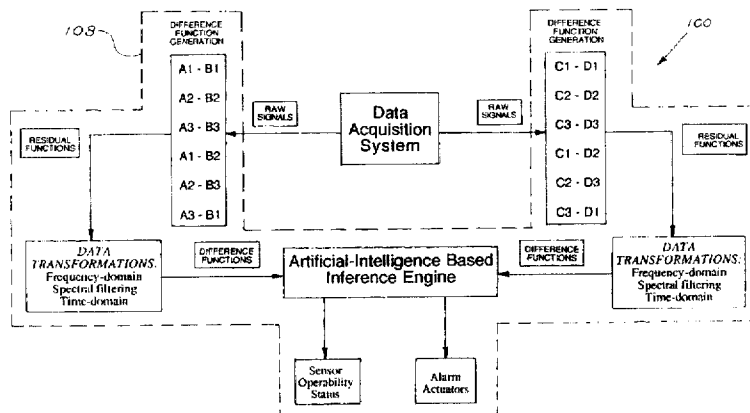 108
DIFFERENCE
FUNCTION
GENERATION
A1 - B1
A2 - B2
A3 - B3
A1 - B2
A2 - B3
A3 - B1
RAW
SIGNALS
Data
Acquisition
System
RAW
SIGNALS
DIFFERENCE
FUNCTION
GENERATION
C1 - D1
C2 - D2
C3 - D3
C1 - D2
C2 - D3
C3 - D1
100
RESIDUAL
FUNCTIONS
RESIDUAL
FUNCTIONS
DATA
TRANSFORMATIONS:
Frequency-domain
Spectral filtering
Time-domain
DIFFERENCE
FUNCTIONS
Artificial-Intelligence Based
Inference Engine
DIFFERENCE
FUNCTIONS
DATA
TRANSFORMATIONS:
Frequency-domain
Spectral filtering
Time-domain
Sensor
Operability
Status
Alarm
Actuators